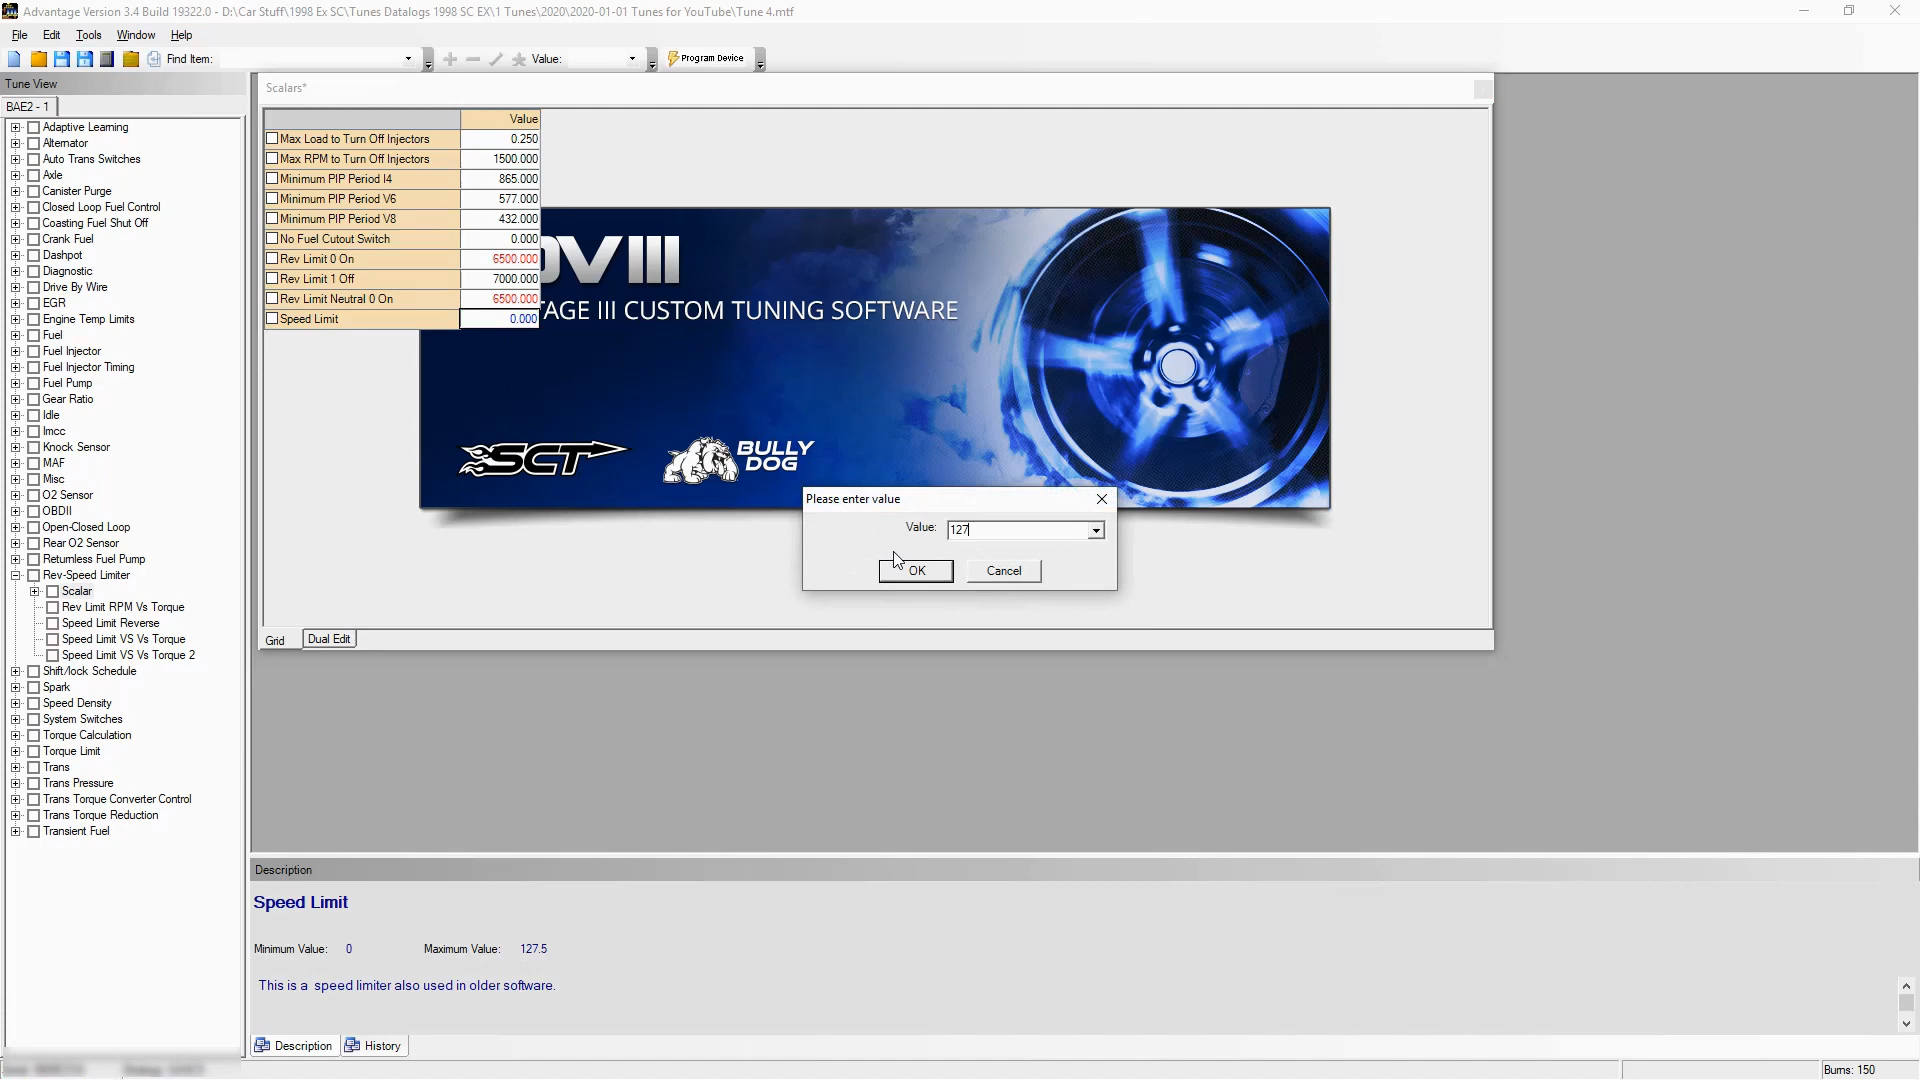 Advantage Version 3.4 Build 19322.0 - D:\Car Stuff\1998 Ex SC\Tunes Datalogs 1998 SC EX\1 Tunes\2020\2020-01-01 Tunes for YouTube\Tune 4.mtf
File Edit Tools Window Help
Find Item: Value: Program Device
Tune View
BAE2 - 1
Adaptive Learning
Alternator
Auto Trans Switches
Axle
Canister Purge
Closed Loop Fuel Control
Coasting Fuel Shut Off
Crank Fuel
Dashpot
Diagnostic
Drive By Wire
EGR
Engine Temp Limits
Fuel
Fuel Injector
Fuel Injector Timing
Fuel Pump
Gear Ratio
Idle
Imcc
Knock Sensor
MAF
Misc
O2 Sensor
OBDII
Open-Closed Loop
Rear O2 Sensor
Returnless Fuel Pump
Rev-Speed Limiter
Scalar
Rev Limit RPM Vs Torque
Speed Limit Reverse
Speed Limit VS Vs Torque
Speed Limit VS Vs Torque 2
Shift/lock Schedule
Spark
Speed Density
System Switches
Torque Calculation
Torque Limit
Trans
Trans Pressure
Trans Torque Converter Control
Trans Torque Reduction
Transient Fuel
Scalars*
Value
Max Load to Turn Off Injectors 0.250
Max RPM to Turn Off Injectors 1500.000
Minimum PIP Period I4 865.000
Minimum PIP Period V6 577.000
Minimum PIP Period V8 432.000
No Fuel Cutout Switch 0.000
Rev Limit 0 On 6500.000
Rev Limit 1 Off 7000.000
Rev Limit Neutral 0 On 6500.000
Speed Limit 0.000
DVIII
AGE III CUSTOM TUNING SOFTWARE
SCT
BULLY
DOG
Please enter value
Value: 127
OK Cancel
Grid Dual Edit
Description
Speed Limit
Minimum Value: 0 Maximum Value: 127.5
This is a speed limiter also used in older software.
Description History
Burns: 150